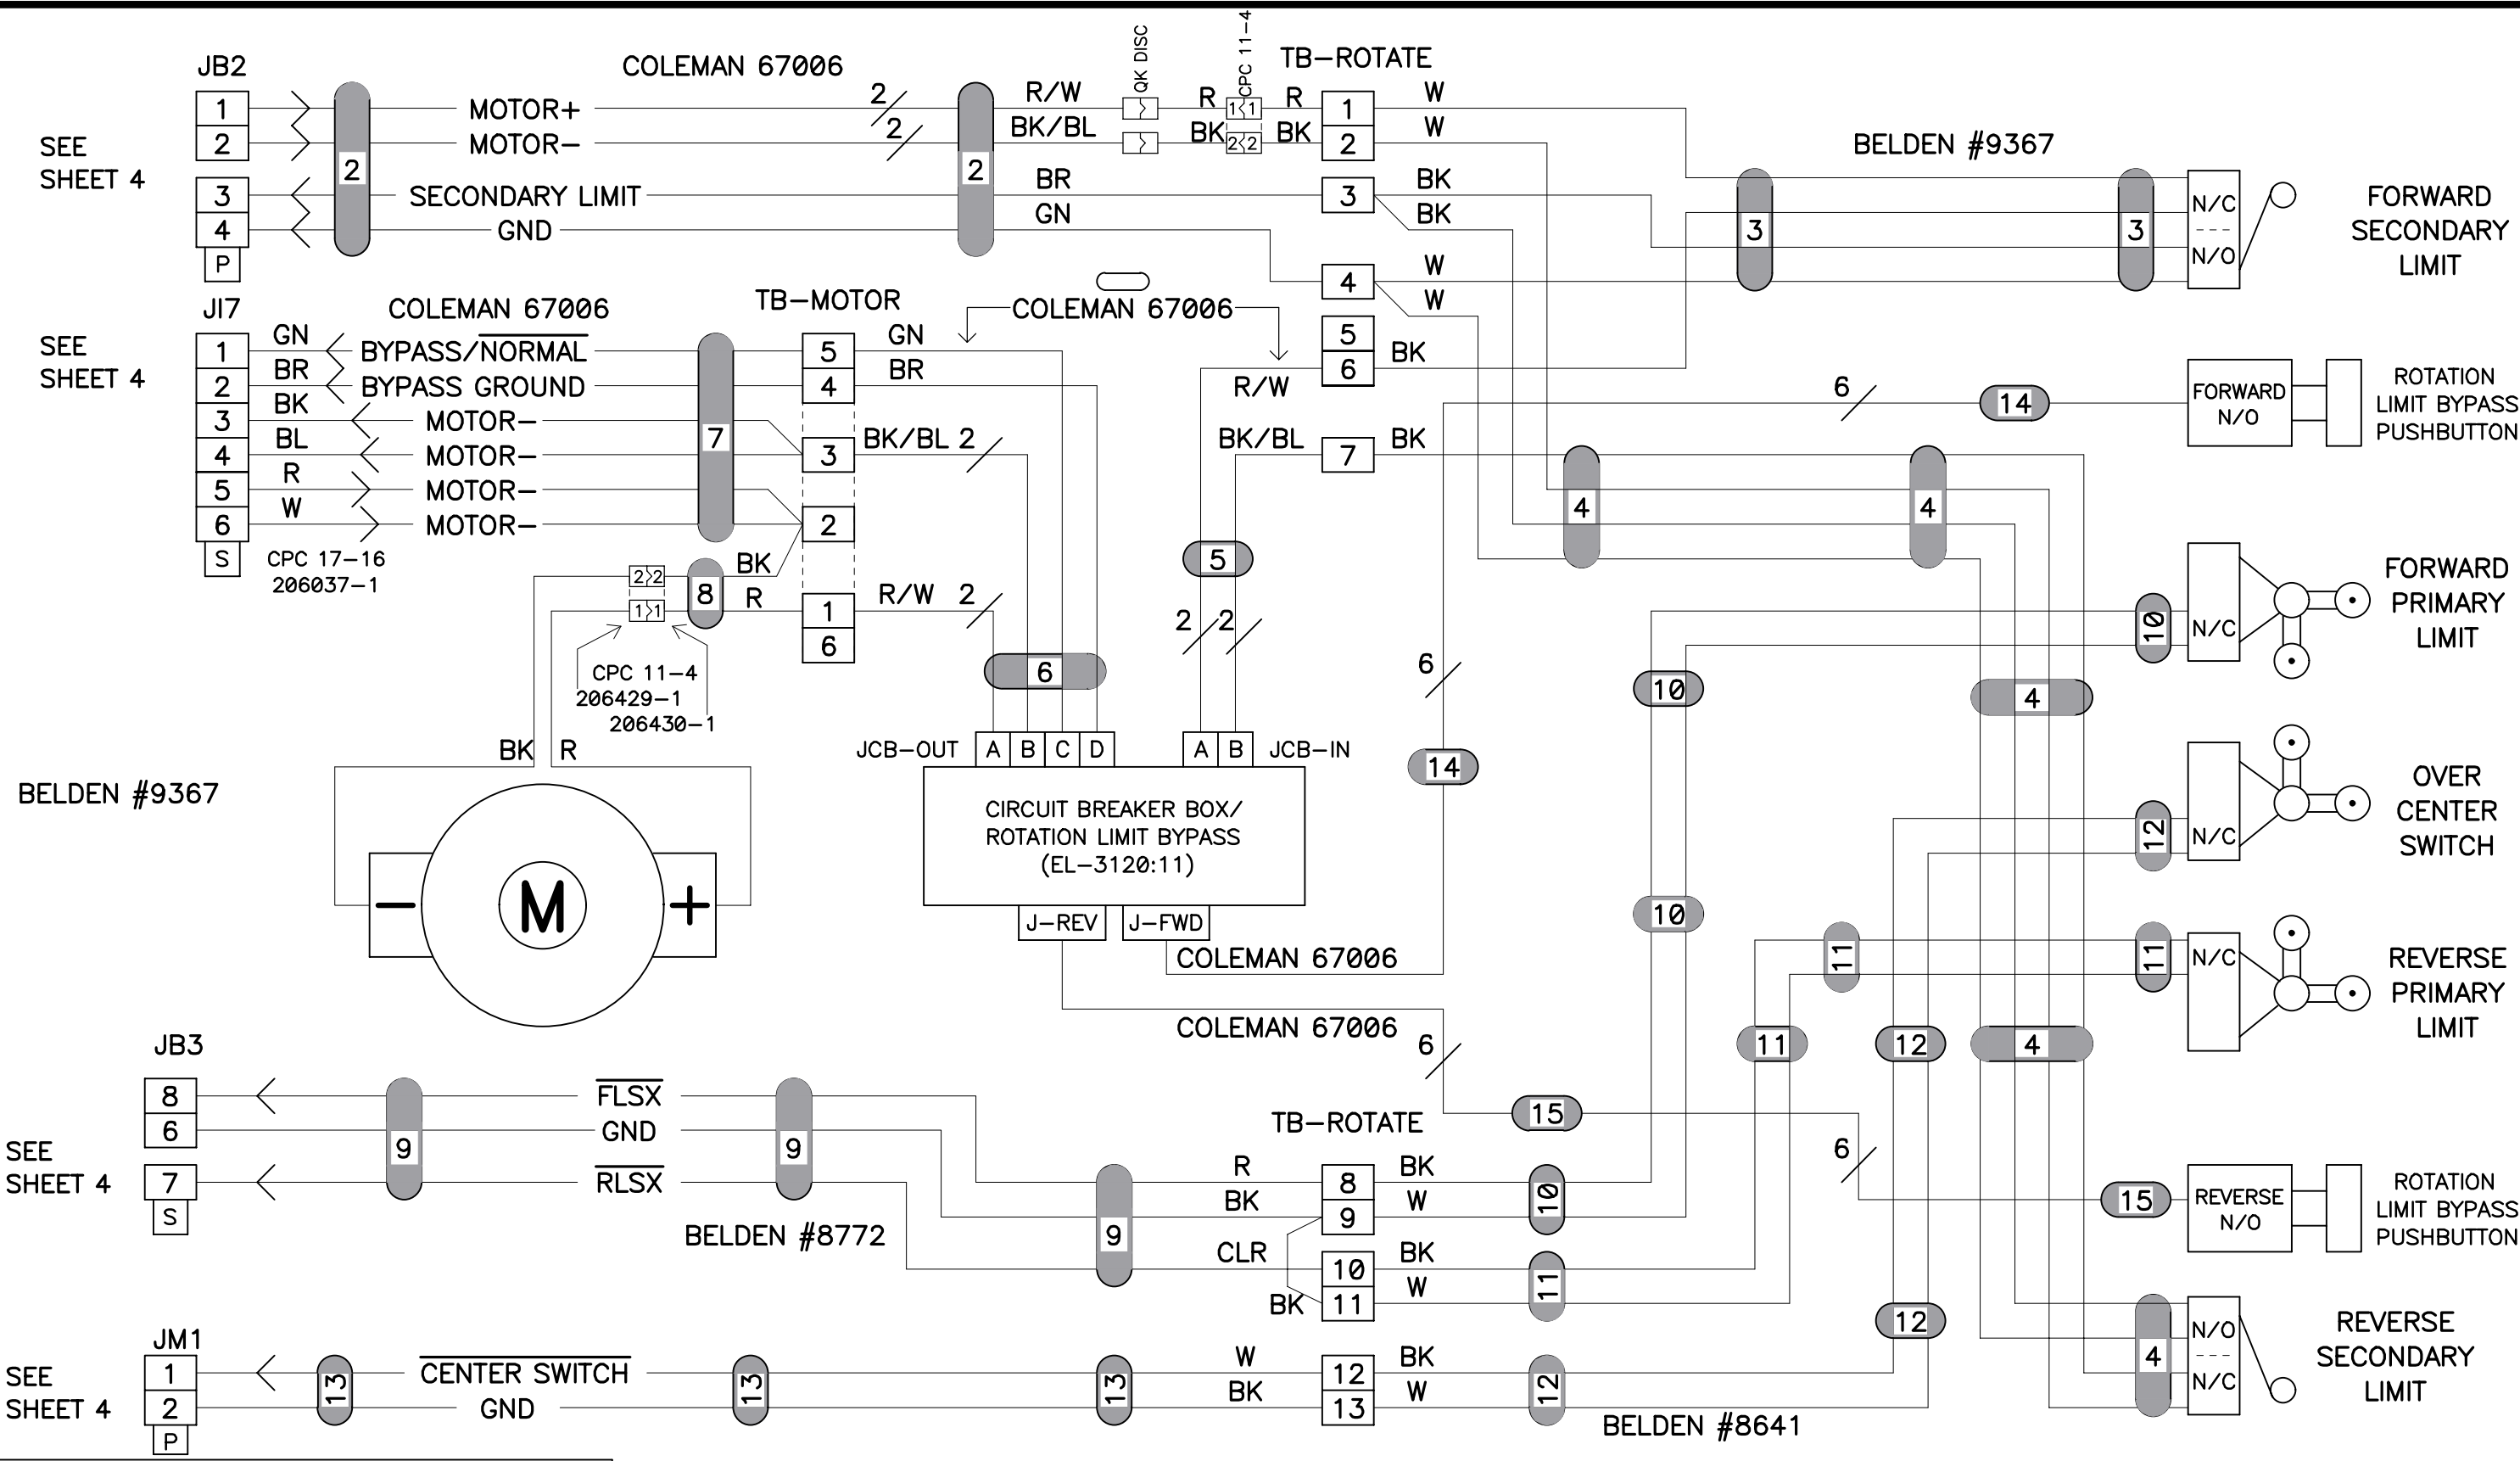 JB2
COLEMAN 67006
QK DISC
CPC 11-4
TB-ROTATE
1
MOTOR+
2
R/W
R
1 1
R
1
W
2
MOTOR-
2
BK/BL
BK
2 2
BK
2
W
SEE
SHEET 4
2
2
BELDEN #9367
3
SECONDARY LIMIT
BR
3
BK
BK
4
GND
GN
P
4
W
W
3
3
N/C
N/O
FORWARD
SECONDARY
LIMIT
JI7
COLEMAN 67006
TB-MOTOR
COLEMAN 67006
SEE
SHEET 4
1
GN
BYPASS/NORMAL
5
GN
5
2
BR
BYPASS GROUND
4
BR
R/W
6
BK
3
BK
MOTOR-
7
4
BL
MOTOR-
3
BK/BL 2
BK/BL
7
BK
5
R
MOTOR-
6
W
MOTOR-
2
S
CPC 17-16
206037-1
6
14
FORWARD
N/O
ROTATION
LIMIT BYPASS
PUSHBUTTON
4
4
2 2
8
BK
1 1
R
1
R/W 2
6
5
2
2
CPC 11-4
206429-1
206430-1
6
6
10
10
N/C
FORWARD
PRIMARY
LIMIT
4
BK
R
JCB-OUT
A
B
C
D
A
B
JCB-IN
14
BELDEN #9367
CIRCUIT BREAKER BOX/
ROTATION LIMIT BYPASS
(EL-3120:11)
12
N/C
OVER
CENTER
SWITCH
-
M
+
J-REV
J-FWD
10
COLEMAN 67006
11
11
N/C
REVERSE
PRIMARY
LIMIT
COLEMAN 67006
6
11
12
4
JB3
8
FLSX
6
GND
9
9
SEE
SHEET 4
7
RLSX
S
BELDEN #8772
15
TB-ROTATE
6
9
R
8
BK
BK
9
W
10
CLR
10
BK
BK
11
W
11
15
REVERSE
N/O
ROTATION
LIMIT BYPASS
PUSHBUTTON
12
JM1
SEE
SHEET 4
1
CENTER SWITCH
W
12
BK
13
13
13
12
2
GND
BK
13
W
P
BELDEN #8641
4
N/O
N/C
REVERSE
SECONDARY
LIMIT